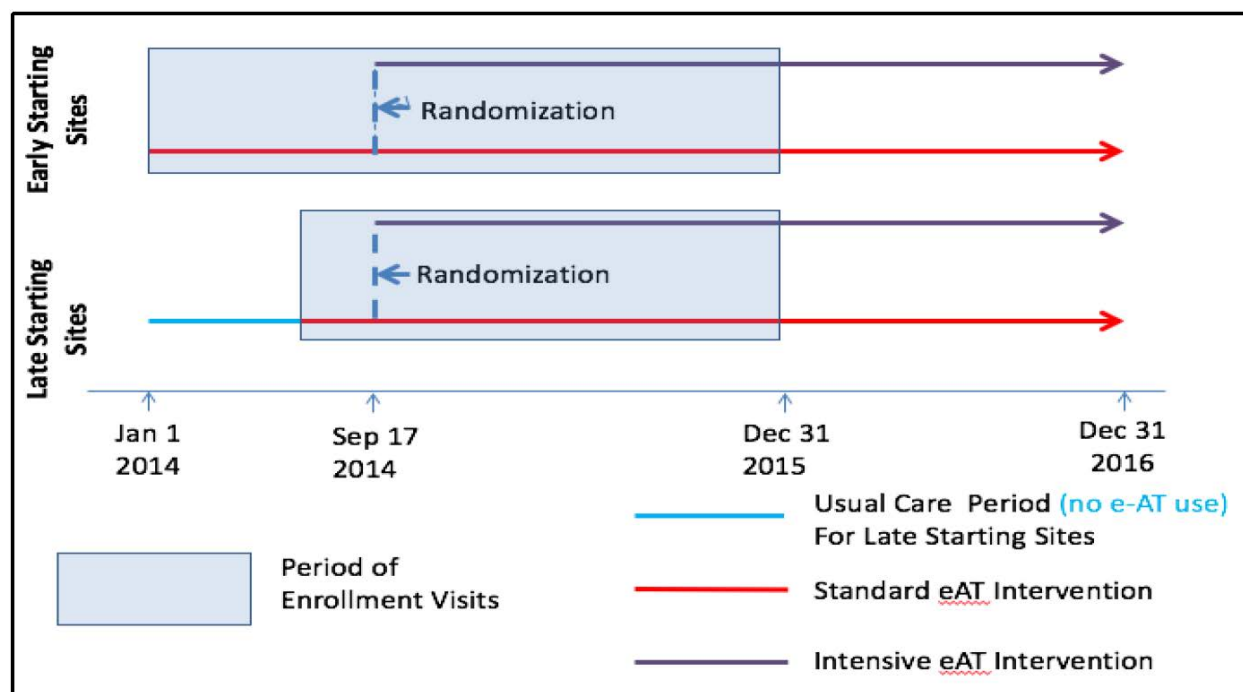 Early Starting
Sites
Randomization
Late Starting
Sites
Randomization
Jan 1
2014
Sep 17
2014
Dec 31
2015
Dec 31
2016
Period of
Enrollment Visits
Usual Care Period (no e-AT use)
For Late Starting Sites
Standard eAT Intervention
Intensive eAT Intervention